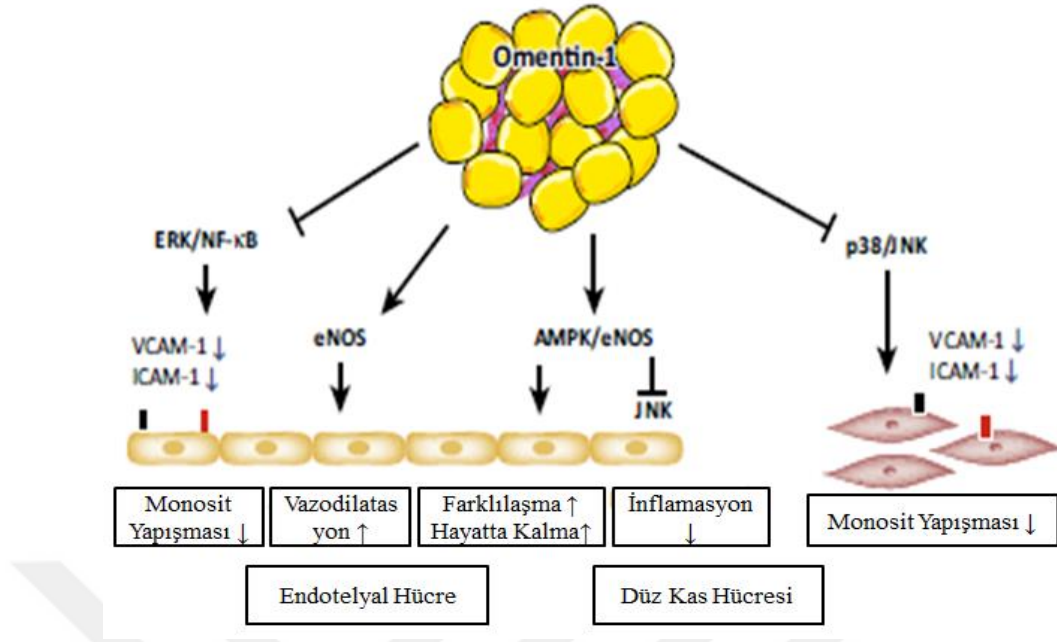 Omentin-1
ERK/NF-κB
p38/JNK
eNOS
AMPK/eNOS
VCAM-1 ↓
ICAM-1 ↓
VCAM-1 ↓
ICAM-1 ↓
JNK
Monosit
Yapışması ↓
Vazodilatas
yon ↑
Farklılaşma ↑
Hayatta Kalma↑
İnflamasyon
↓
Monosit Yapışması ↓
Endotelyal Hücre
Düz Kas Hücresi